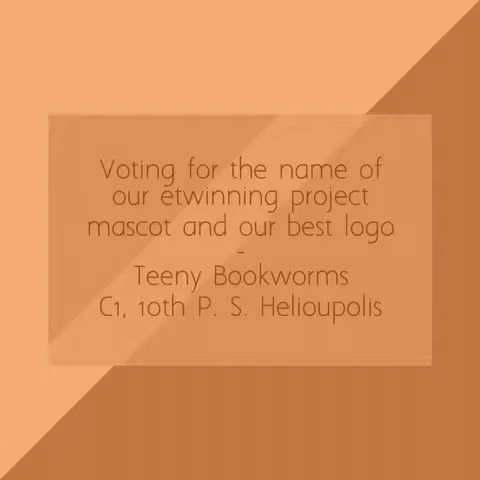 Voting for the name of
our etwinning project
mascot and our best logo
-
Teeny Bookworms
C1, 10th P. S. Helioupolis